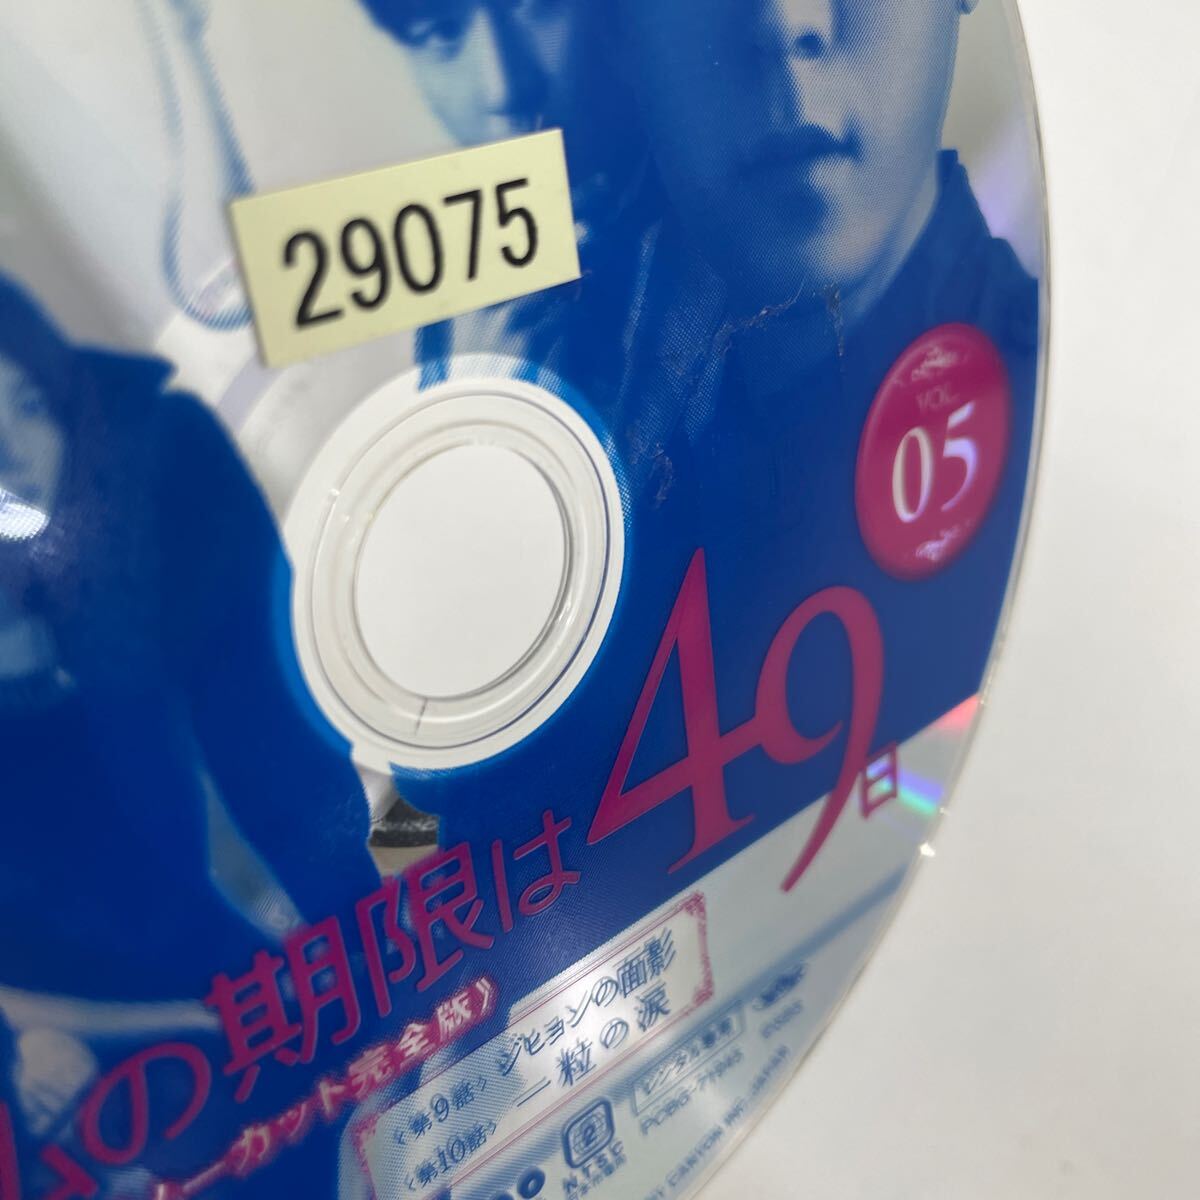 29075
VOL.
05
の期限は49日
ーカット完全版》
《第9話》 ジヒョンの面影
《第10話》 一粒の涙
レンタル専用
2
NTSC